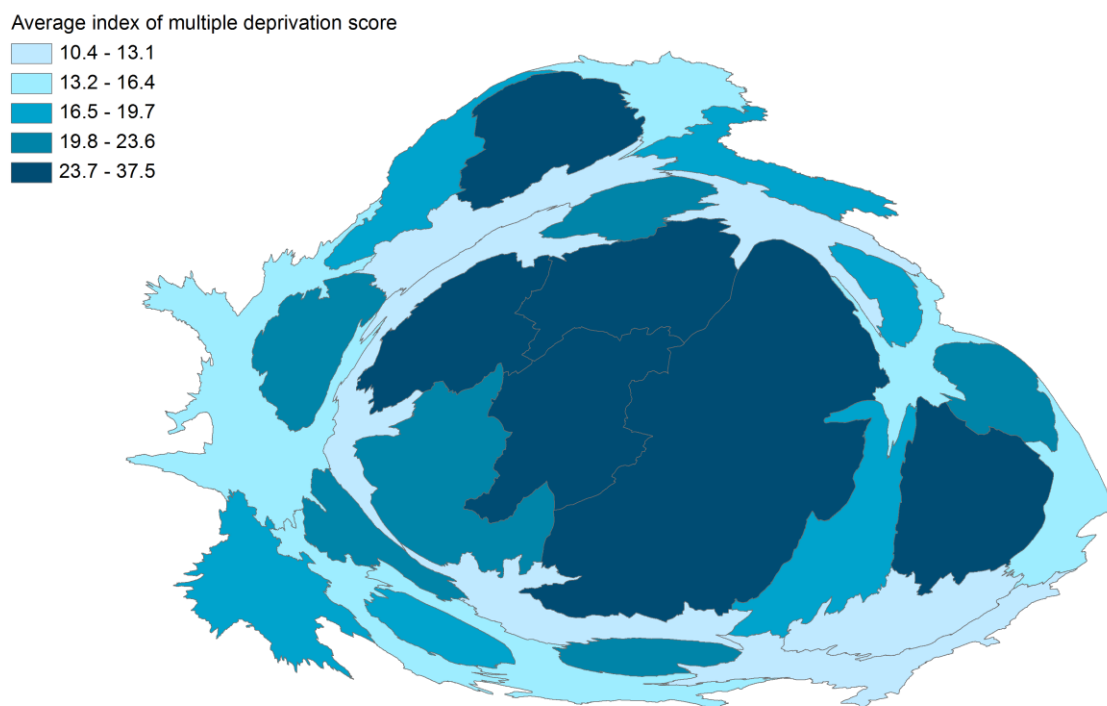 Average index of multiple deprivation score
10.4 - 13.1
13.2 - 16.4
16.5 - 19.7
19.8 - 23.6
23.7 - 37.5